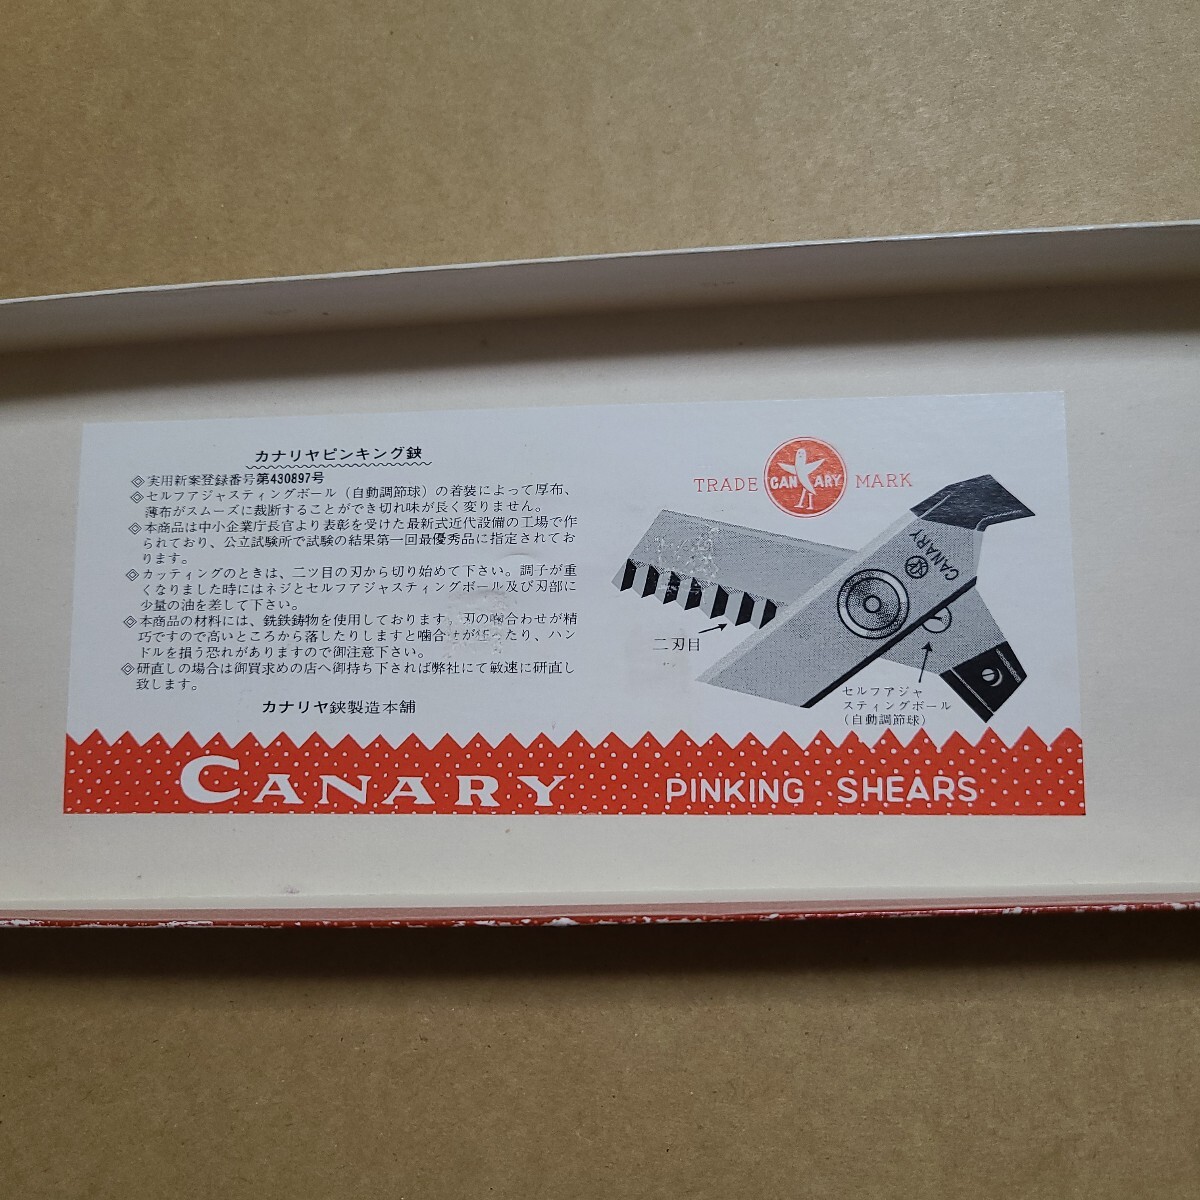 カナリヤピンキング鋏
◇実用新案登録番号第430897号
◇セルフアジャスティングボール（自動調節球）の着装によって厚布、
薄布がスムーズに裁断することができ切れ味が長く変りません。
◇本商品は中小企業庁長官より表彰を受けた最新式近代設備の工場で作
られており、公立試験所で試験の結果第一回最優秀品に指定されてお
ります。
◇カッティングのときは、二ツ目の刃から切り始めて下さい。調子が重
くなりました時にはネジとセルフアジャスティングボール及び刃部に
少量の油を差して下さい。
◇本商品の材料には、銑鉄鋳物を使用しております。刃の噛合わせが精
巧ですので高いところから落したりしますと噛合せが狂ったり、ハン
ドルを損う恐れがありますので御注意下さい。
◇研直しの場合は御買求めの店へ御持ち下されば弊社にて敏速に研直し
致します。
カナリヤ鋏製造本舗
TRADE CANARY MARK
CANARY
二刃目
セルフアジャ
スティングボール
（自動調節球）
CANARY PINKING SHEARS